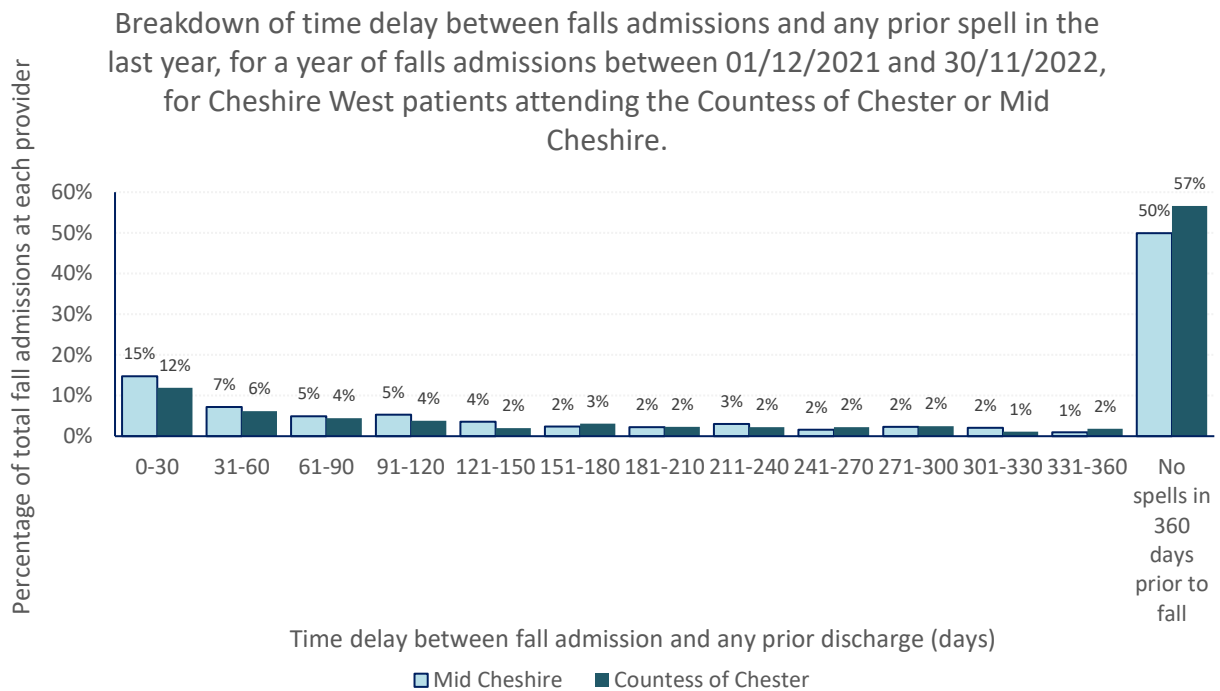 Breakdown of time delay between falls admissions and any prior spell in the
last year, for a year of falls admissions between 01/12/2021 and 30/11/2022,
for Cheshire West patients attending the Countess of Chester or Mid
Cheshire.
Percentage of total fall admissions at each provider
60%
50%
40%
30%
20%
10%
0%
15% 12% 7% 6% 5% 4% 5% 4% 4% 2% 2% 3% 2% 2% 3% 2% 2% 2% 2% 2% 2% 1% 1% 2% 50% 57%
0-30 31-60 61-90 91-120 121-150 151-180 181-210 211-240 241-270 271-300 301-330 331-360 No
spells in
360
days
prior to
fall
Time delay between fall admission and any prior discharge (days)
Mid Cheshire Countess of Chester